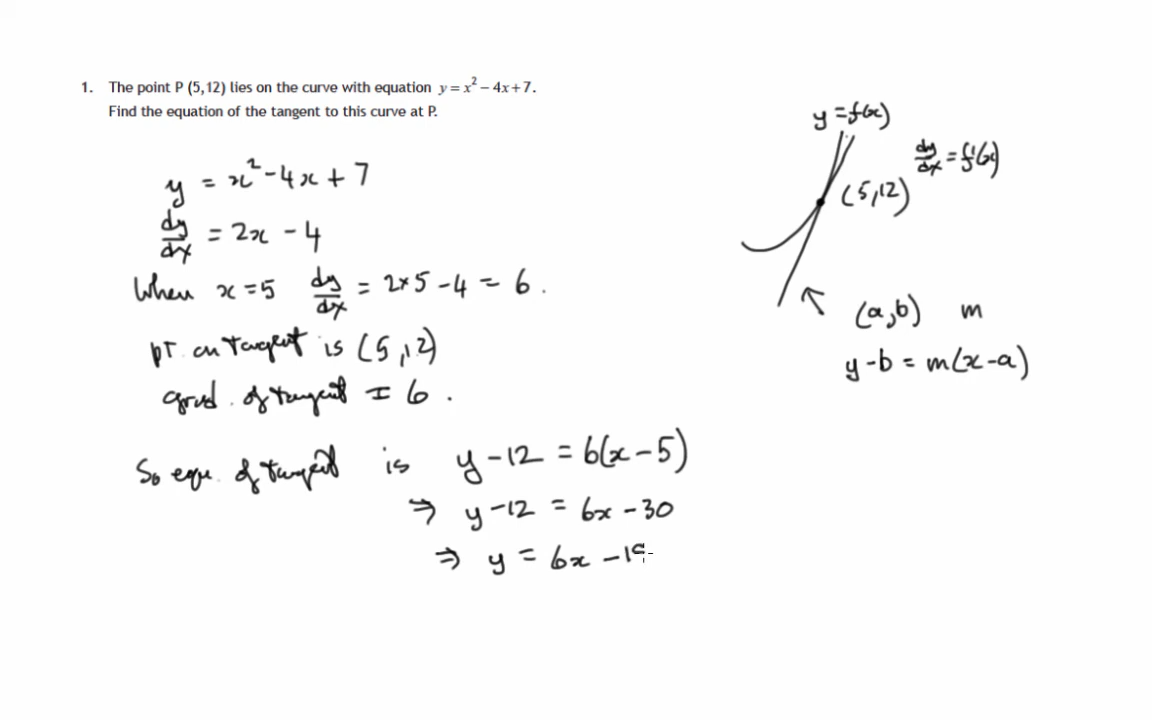 1. The point P (5,12) lies on the curve with equation y = x² – 4x+7.
Find the equation of the tangent to this curve at P.
y = x² - 4x + 7
dy/dx = 2x - 4
When x = 5 dy/dx = 2×5 - 4 = 6.
pt. on tangent is (5,12)
grad. of tangent = 6.
So equ. of tangent is y - 12 = 6(x - 5)
⇒ y - 12 = 6x - 30
⇒ y = 6x - 1
y = f(x)
dy/dx = f'(x)
(5,12)
(a,b) m
y - b = m(x - a)